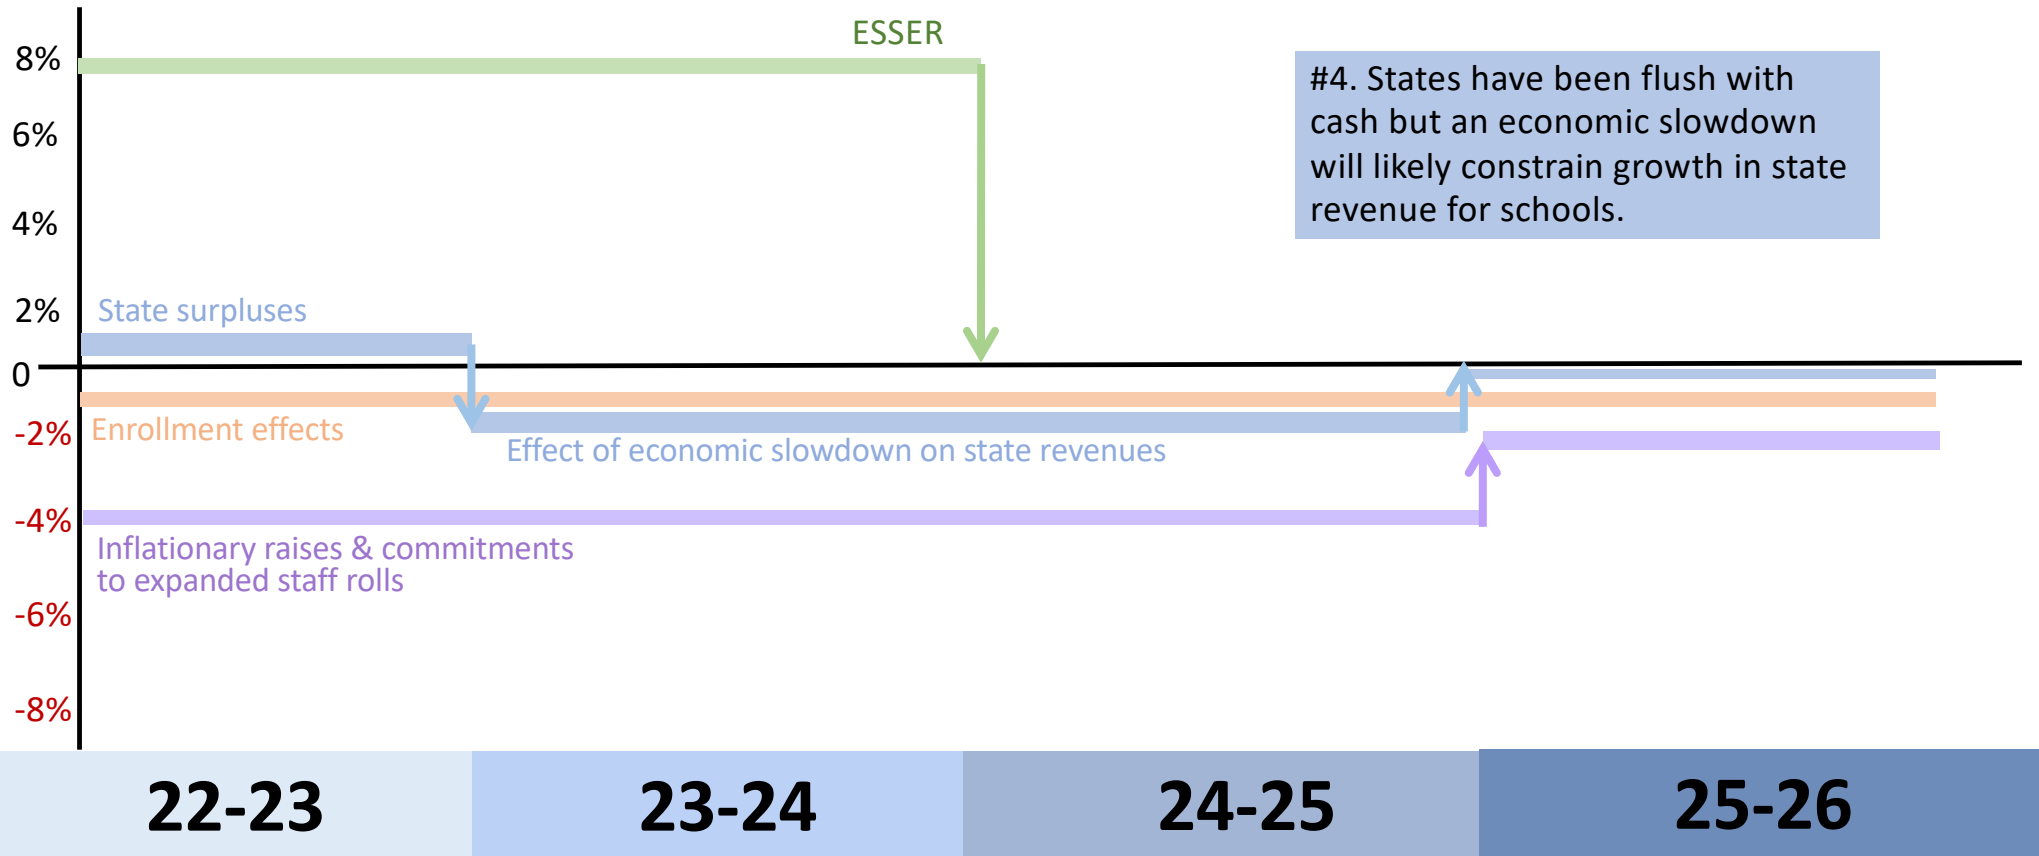 ESSER
8%
#4. States have been flush with
cash but an economic slowdown
will likely constrain growth in state
revenue for schools.
6%
4%
2%
State surpluses
0
-2%
Enrollment effects
Effect of economic slowdown on state revenues
-4%
Inflationary raises & commitments
to expanded staff rolls
-6%
-8%
22-23
23-24
24-25
25-26